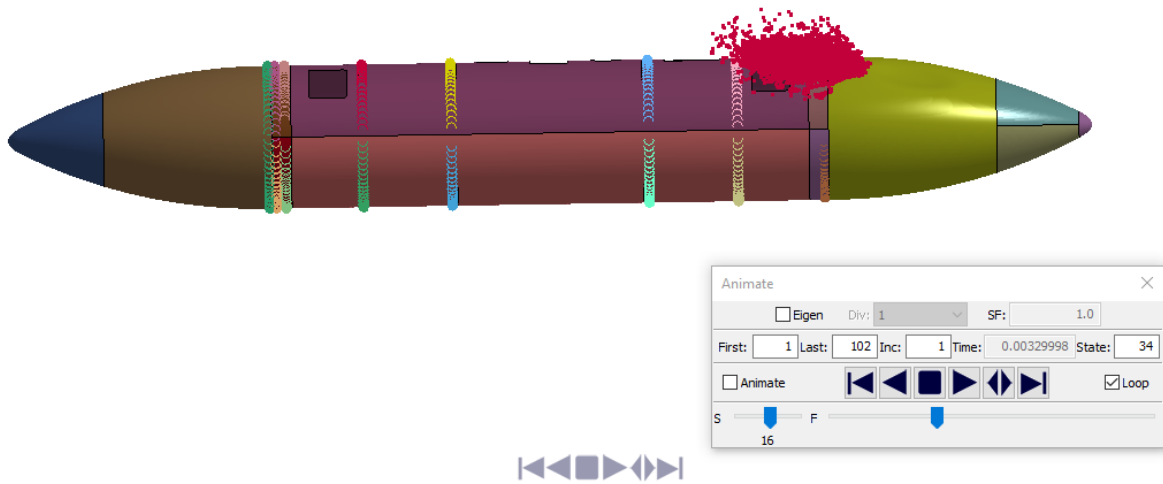 Animate
Eigen Div: 1 SF: 1.0
First: 1 Last: 102 Inc: 1 Time: 0.00329998 State: 34
Animate Loop
S F
16